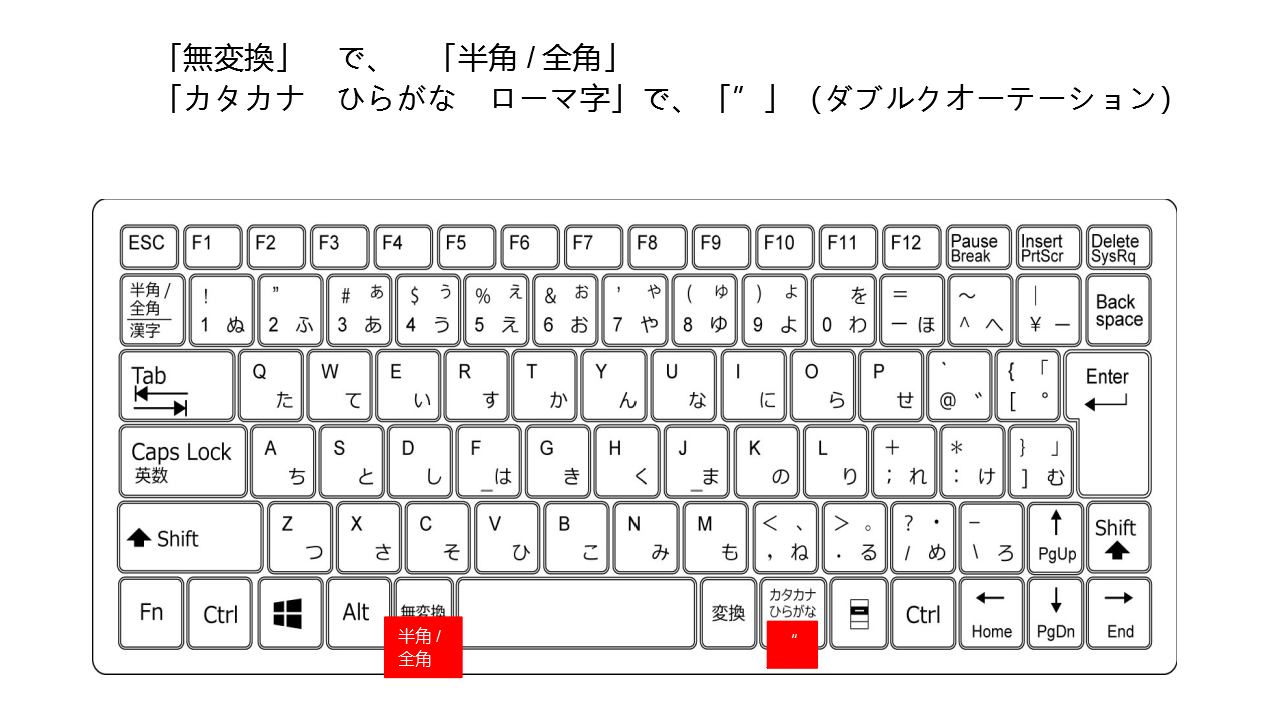 「無変換」　で、　「半角 / 全角」
「カタカナ　ひらがな　ローマ字」で、「”」　（ダブルクオーテーション）
ESC F1 F2 F3 F4 F5 F6 F7 F8 F9 F10 F11 F12 Pause Break Insert PrtScr Delete SysRq
半角 / 全角 漢字 ! 1 ぬ ” 2 ふ # ぁ 3 あ $ ぅ 4 う % ぇ 5 え & ぉ 6 お ’ ゃ 7 や ( ゅ 8 ゆ ) ょ 9 よ を 0 わ = ー ほ ～ ^ へ | ¥ ー Back space
Tab Q た W て E い R す T か Y ん U な I に O ら P せ ` @ ゛ { 「 [ ゜ Enter
Caps Lock 英数 A ち S と D し F _ は G き H く J _ ま K の L り + ; れ * : け } 」 ] む
Shift Z つ X さ C そ V ひ B こ N み M も < 、 , ね > 。 . る ? ・ / め _ \ ろ PgUp Shift
Fn Ctrl Alt 無変換 変換 カタカナ ひらがな Ctrl Home PgDn End
半角 / “
全角